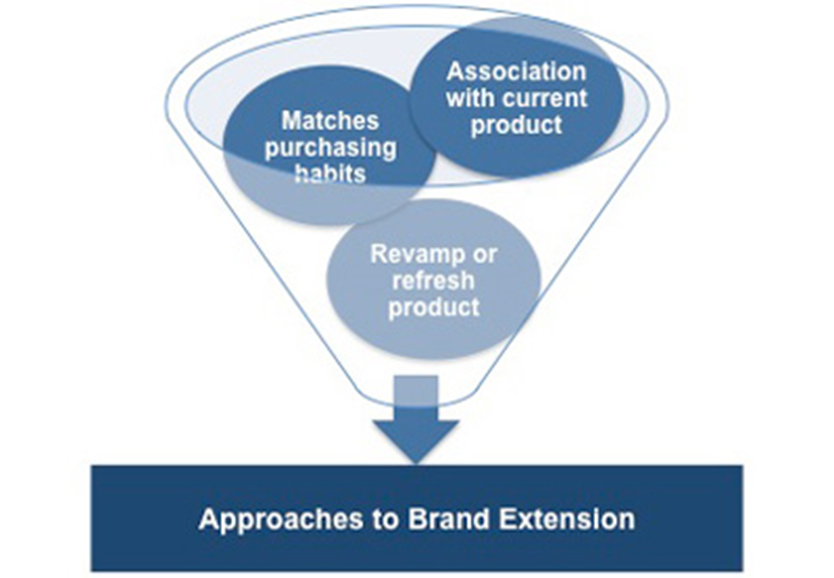 Association
with current
product
Matches
purchasing
habits
Revamp or
refresh
product
Approaches to Brand Extension